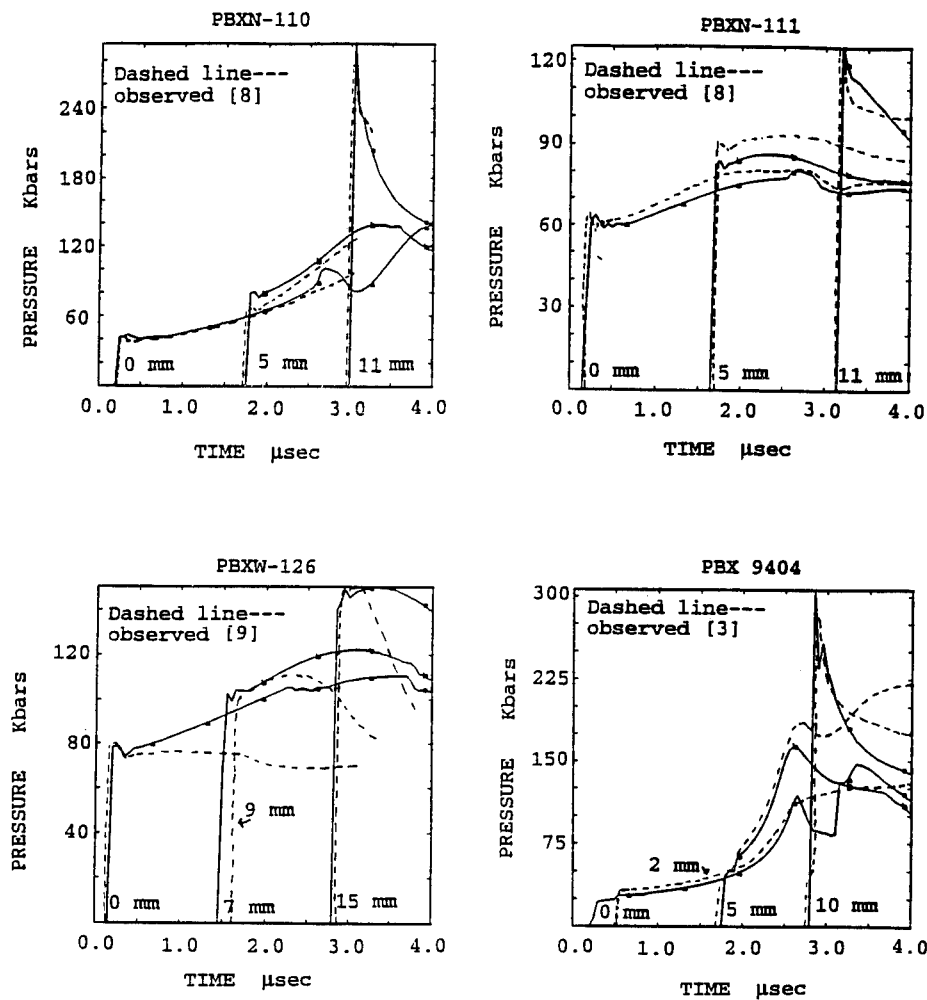 PBXN-110
Dashed line---
observed [8]
240
180
120
60
PRESSURE Kbars
0 mm
5 mm
11 mm
0.0 1.0 2.0 3.0 4.0
TIME µsec
PBXN-111
Dashed line---
observed [8]
120
90
60
30
PRESSURE Kbars
0 mm
5 mm
11 mm
0.0 1.0 2.0 3.0 4.0
TIME µsec
PBXW-126
Dashed line---
observed [9]
120
80
40
PRESSURE Kbars
9 mm
0 mm
7 mm
15 mm
0.0 1.0 2.0 3.0 4.0
TIME µsec
PBX 9404
Dashed line---
observed [3]
300
225
150
75
PRESSURE Kbars
2 mm
0 mm
5 mm
10 mm
0.0 1.0 2.0 3.0 4.0
TIME µsec